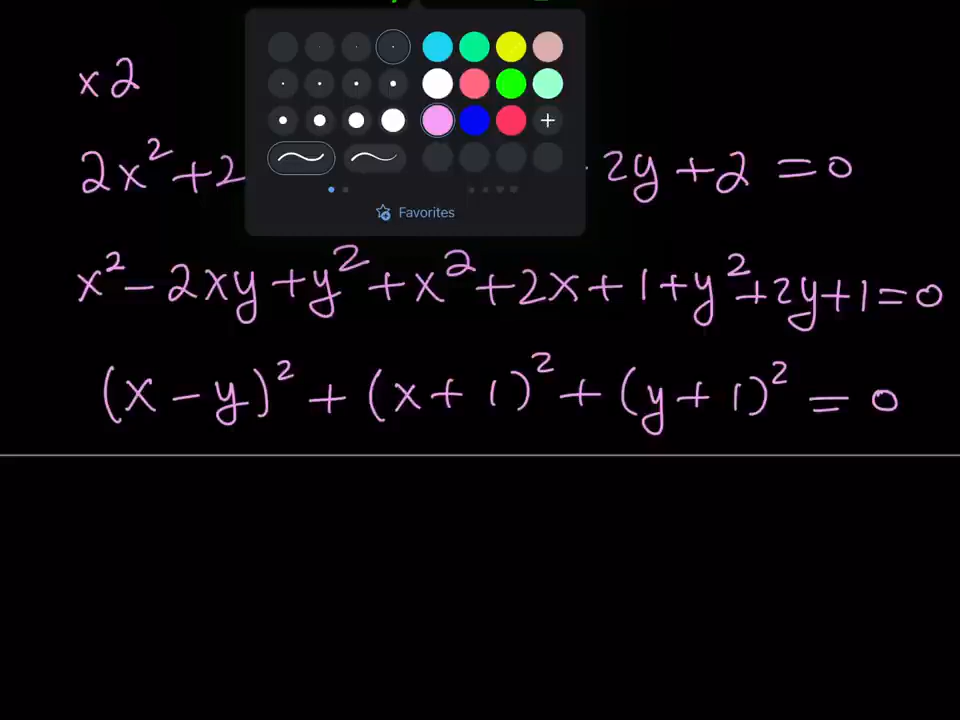 x2
Favorites
2x² + 2 2y + 2 = 0
x² - 2xy + y² + x² + 2x + 1 + y² + 2y + 1 = 0
(x - y)² + (x + 1)² + (y + 1)² = 0